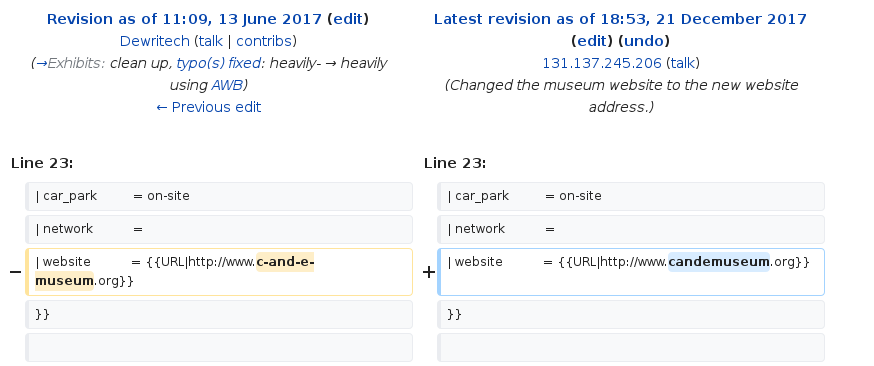 Revision as of 11:09, 13 June 2017 (edit)
Dewritech (talk | contribs)
(→Exhibits: clean up, typo(s) fixed: heavily- → heavily
using AWB)
← Previous edit
Latest revision as of 18:53, 21 December 2017
(edit) (undo)
131.137.245.206 (talk)
(Changed the museum website to the new website
address.)
Line 23:
Line 23:
| car_park = on-site
| car_park = on-site
| network =
| network =
− | website = {{URL|http://www.c-and-e-
museum.org}}
+ | website = {{URL|http://www.candemuseum.org}}
}}
}}